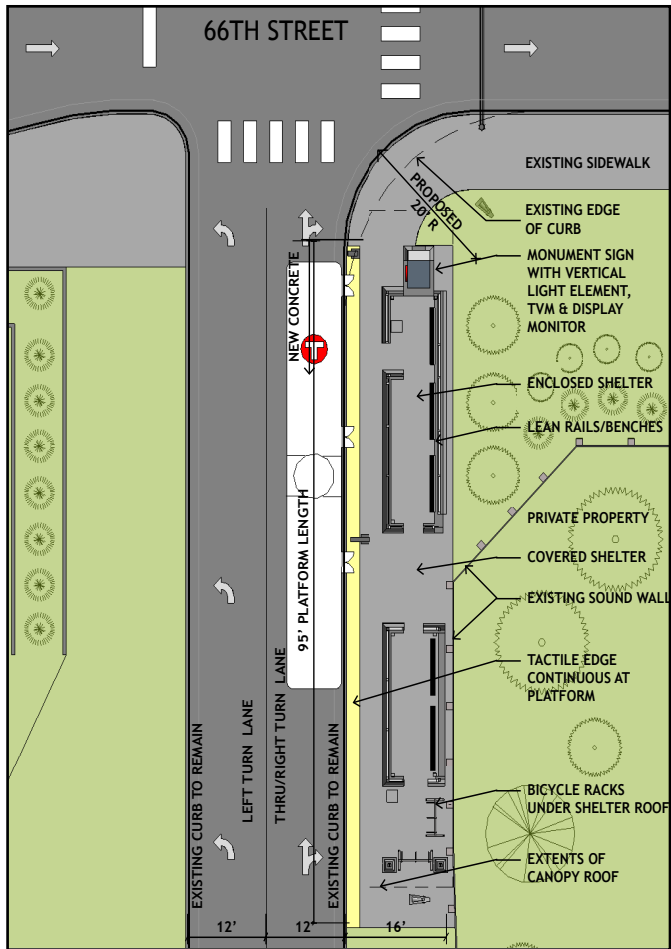 66TH STREET
EXISTING SIDEWALK
PROPOSED
20' R
EXISTING EDGE
OF CURB
MONUMENT SIGN
WITH VERTICAL
LIGHT ELEMENT,
TVM & DISPLAY
MONITOR
NEW CONCRETE
T
ENCLOSED SHELTER
LEAN RAILS/BENCHES
PRIVATE PROPERTY
COVERED SHELTER
95' PLATFORM LENGTH
EXISTING SOUND WALL
TACTILE EDGE
CONTINUOUS AT
PLATFORM
EXISTING CURB TO REMAIN
LEFT TURN LANE
THRU/RIGHT TURN LANE
EXISTING CURB TO REMAIN
BICYCLE RACKS
UNDER SHELTER ROOF
EXTENTS OF
CANOPY ROOF
12'
12'
16'